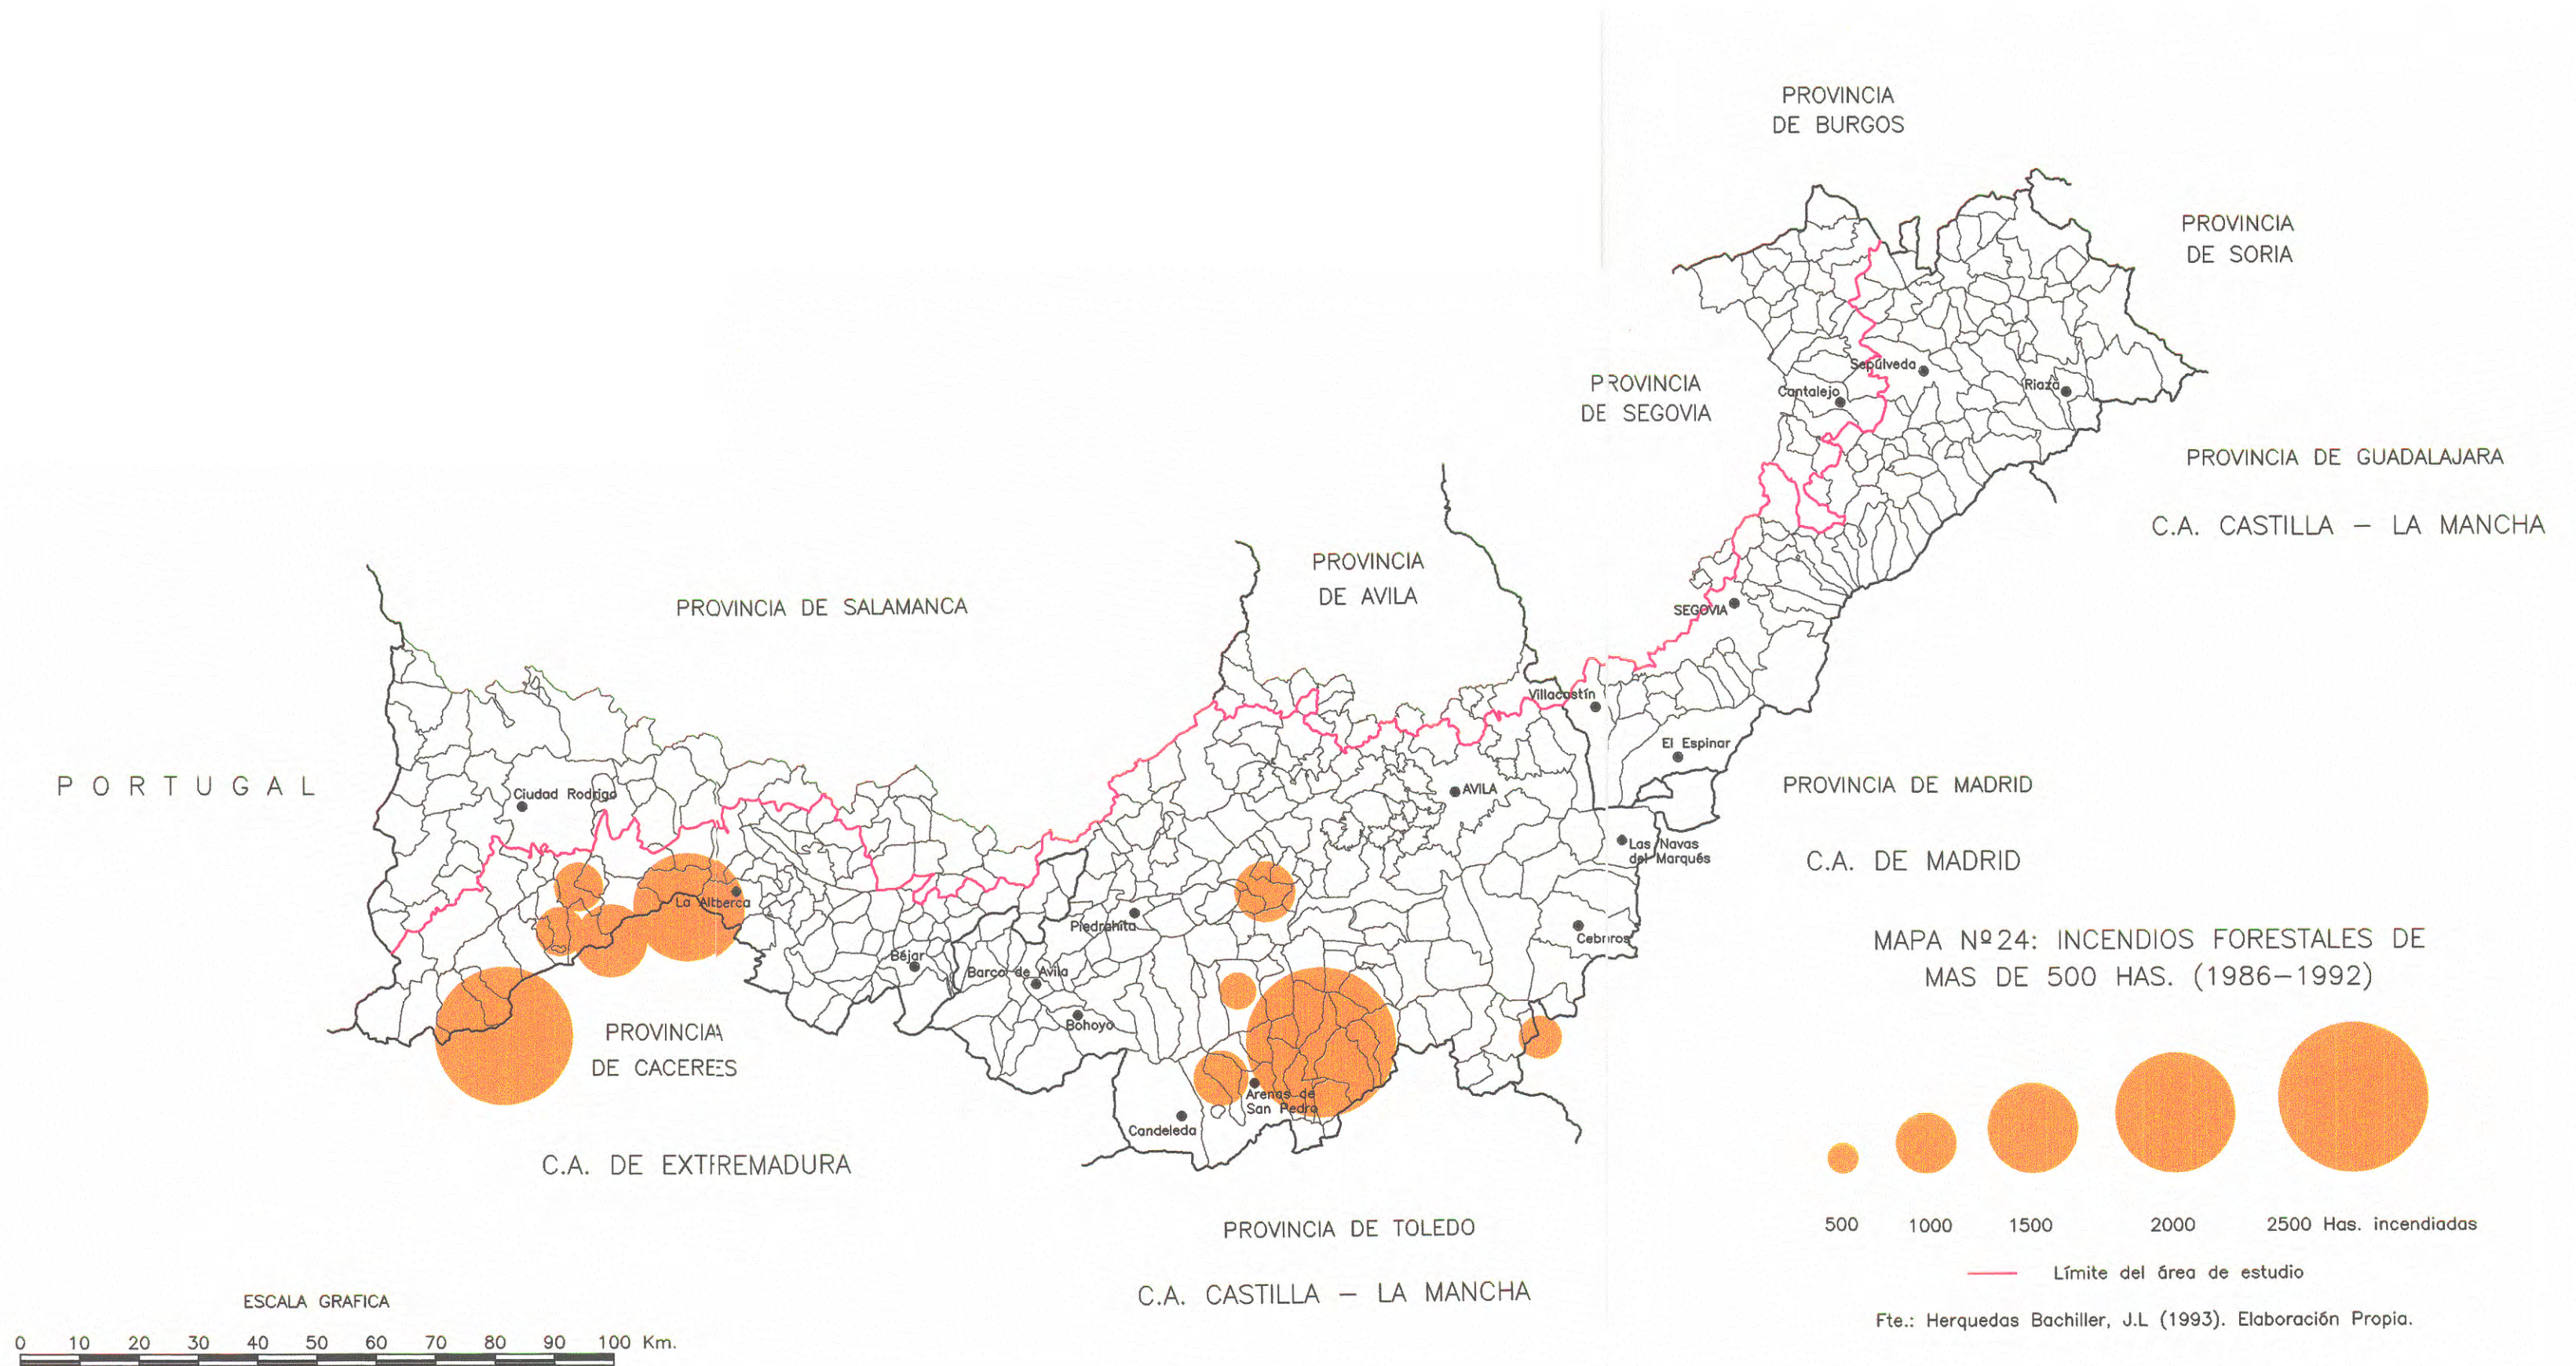 PROVINCIA
DE BURGOS
PROVINCIA
DE SORIA
PROVINCIA
DE SEGOVIA
Sepúlveda
Cantalejo
Riaza
PROVINCIA DE GUADALAJARA
C.A. CASTILLA – LA MANCHA
PROVINCIA
DE AVILA
PROVINCIA DE SALAMANCA
SEGOVIA
Villacastín
El Espinar
PORTUGAL
Ciudad Rodrigo
AVILA
PROVINCIA DE MADRID
Las Navas
del Marqués
C.A. DE MADRID
La Altberca
Piedrahita
Cebreros
Béjar
Barco de Avila
Bohoyo
PROVINCIA
DE CACERES
Arenas de
San Pedro
Candeleda
C.A. DE EXTREMADURA
PROVINCIA DE TOLEDO
C.A. CASTILLA – LA MANCHA
MAPA Nº24: INCENDIOS FORESTALES DE
MAS DE 500 HAS. (1986–1992)
500 1000 1500 2000 2500 Has. incendiadas
Límite del área de estudio
Fte.: Herquedas Bachiller, J.L (1993). Elaboración Propia.
ESCALA GRAFICA
0 10 20 30 40 50 60 70 80 90 100 Km.